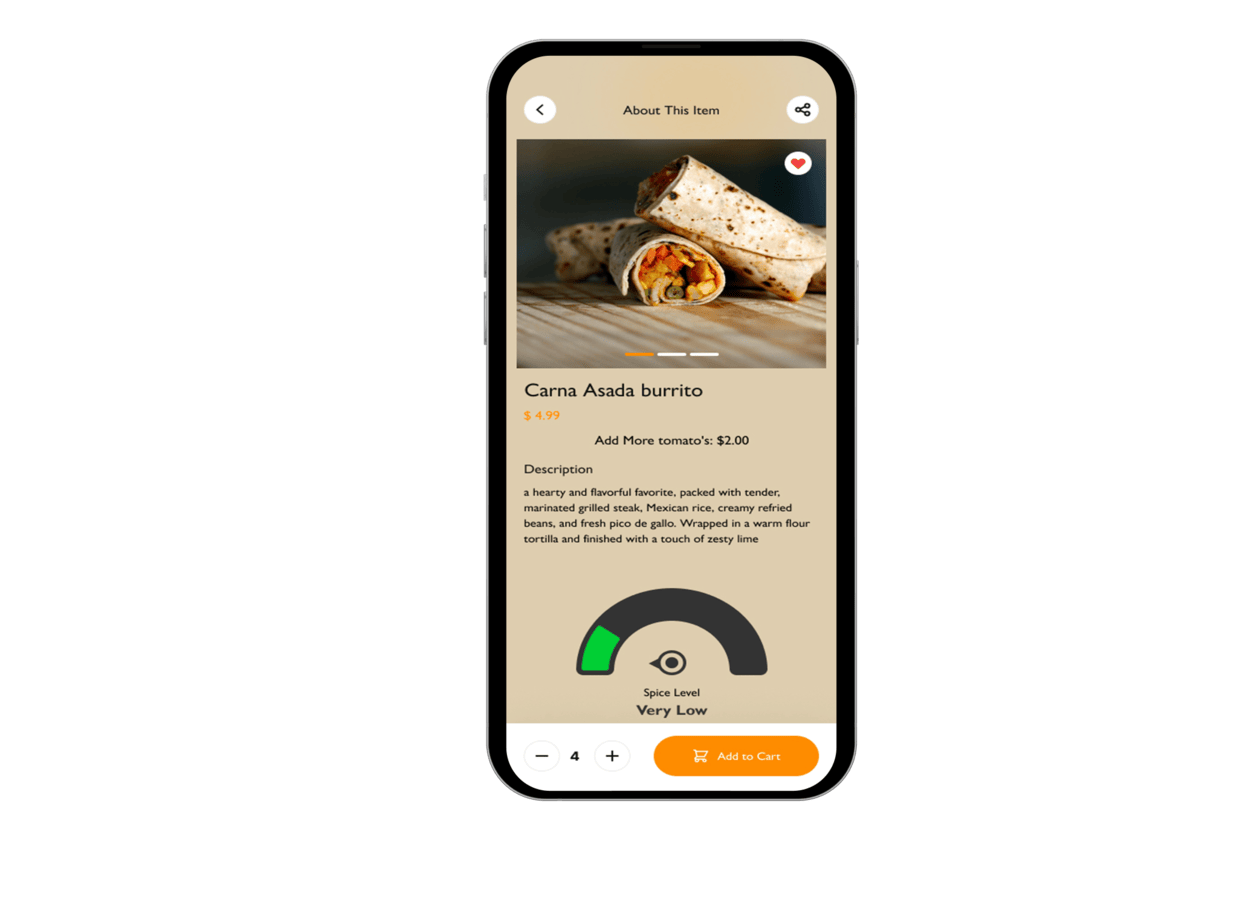 About This Item
Carna Asada burrito
$ 4.99
Add More tomato's: $2.00
Description
a hearty and flavorful favorite, packed with tender,
marinated grilled steak, Mexican rice, creamy refried
beans, and fresh pico de gallo. Wrapped in a warm flour
tortilla and finished with a touch of zesty lime
Spice Level
Very Low
4
Add to Cart